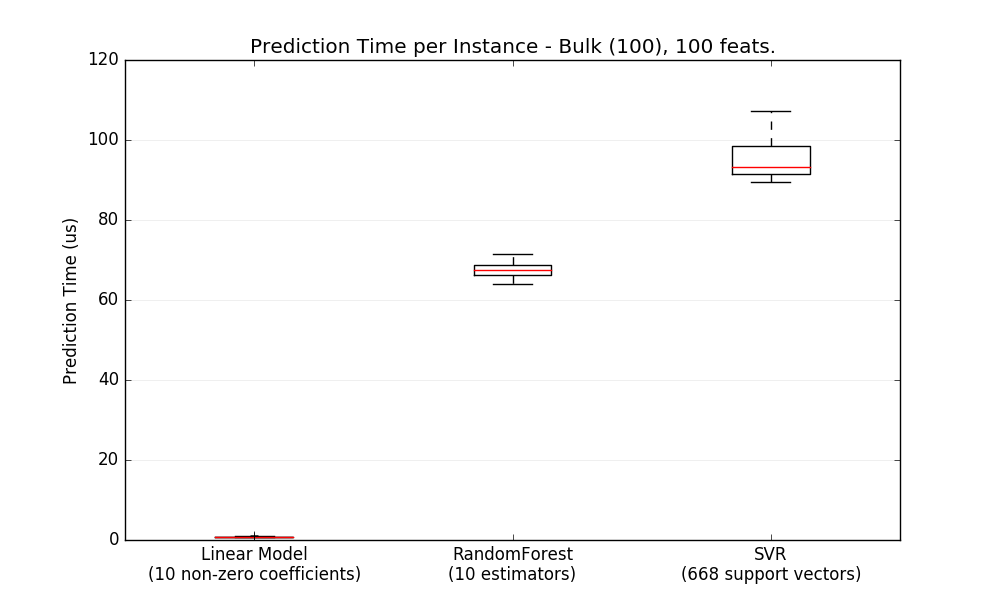 Prediction Time per Instance - Bulk (100), 100 feats.
120
100
80
60
40
20
0
Prediction Time (us)
Linear Model
(10 non-zero coefficients)
RandomForest
(10 estimators)
SVR
(668 support vectors)